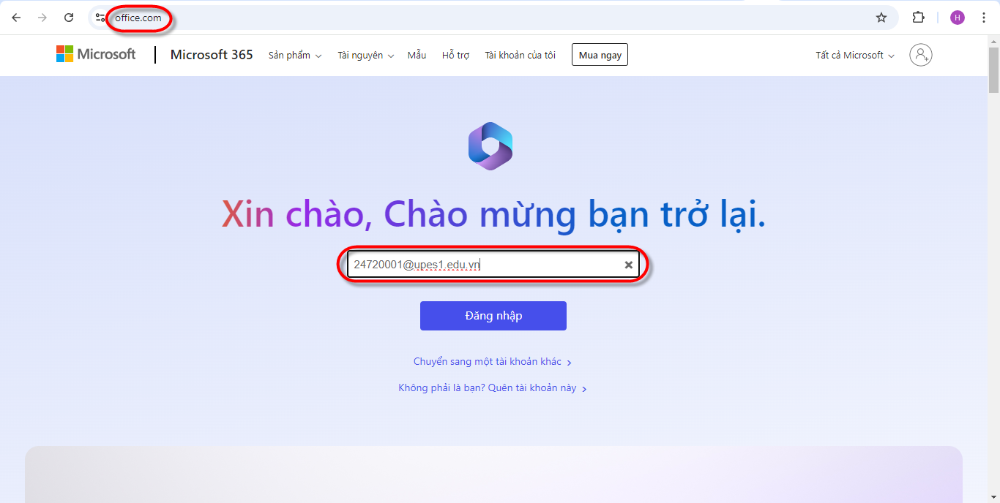 office.com
H
Microsoft
Microsoft 365 Sản phẩm Tài nguyên Mẫu Hỗ trợ Tài khoản của tôi Mua ngay Tất cả Microsoft
Xin chào, Chào mừng bạn trở lại.
24720001@upes1.edu.vn
Đăng nhập
Chuyển sang một tài khoản khác
Không phải là bạn? Quên tài khoản này